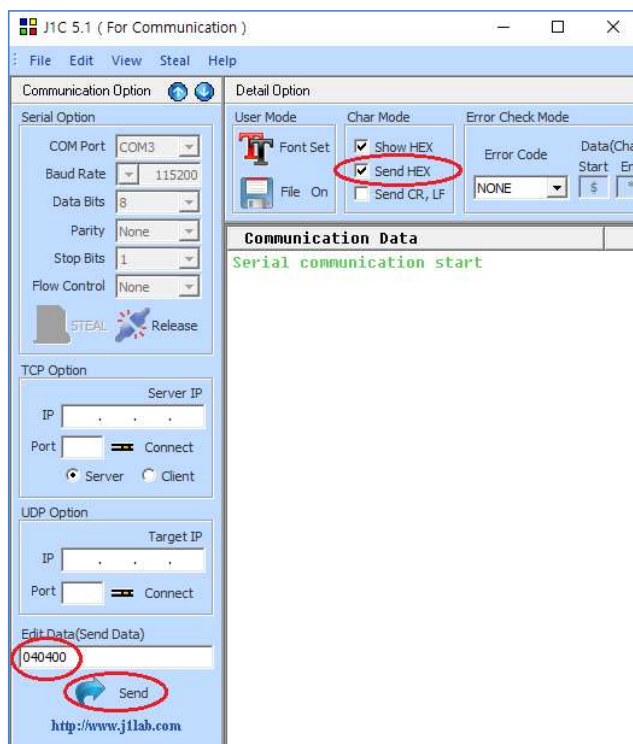 J1C 5.1 ( For Communication )
File Edit View Steal Help
Communication Option
Serial Option
COM Port COM3
Baud Rate 115200
Data Bits 8
Parity None
Stop Bits 1
Flow Control None
STEAL Release
TCP Option
Server IP
IP . . .
Port Connect
Server Client
UDP Option
Target IP
IP . . .
Port Connect
Edit Data(Send Data)
040400
Send
http://www.j1lab.com
Detail Option
User Mode
Font Set
File On
Char Mode
Show HEX
Send HEX
Send CR, LF
Error Check Mode
Error Code
NONE
Data(Cha
Start En
$ *
Communication Data
Serial communication start